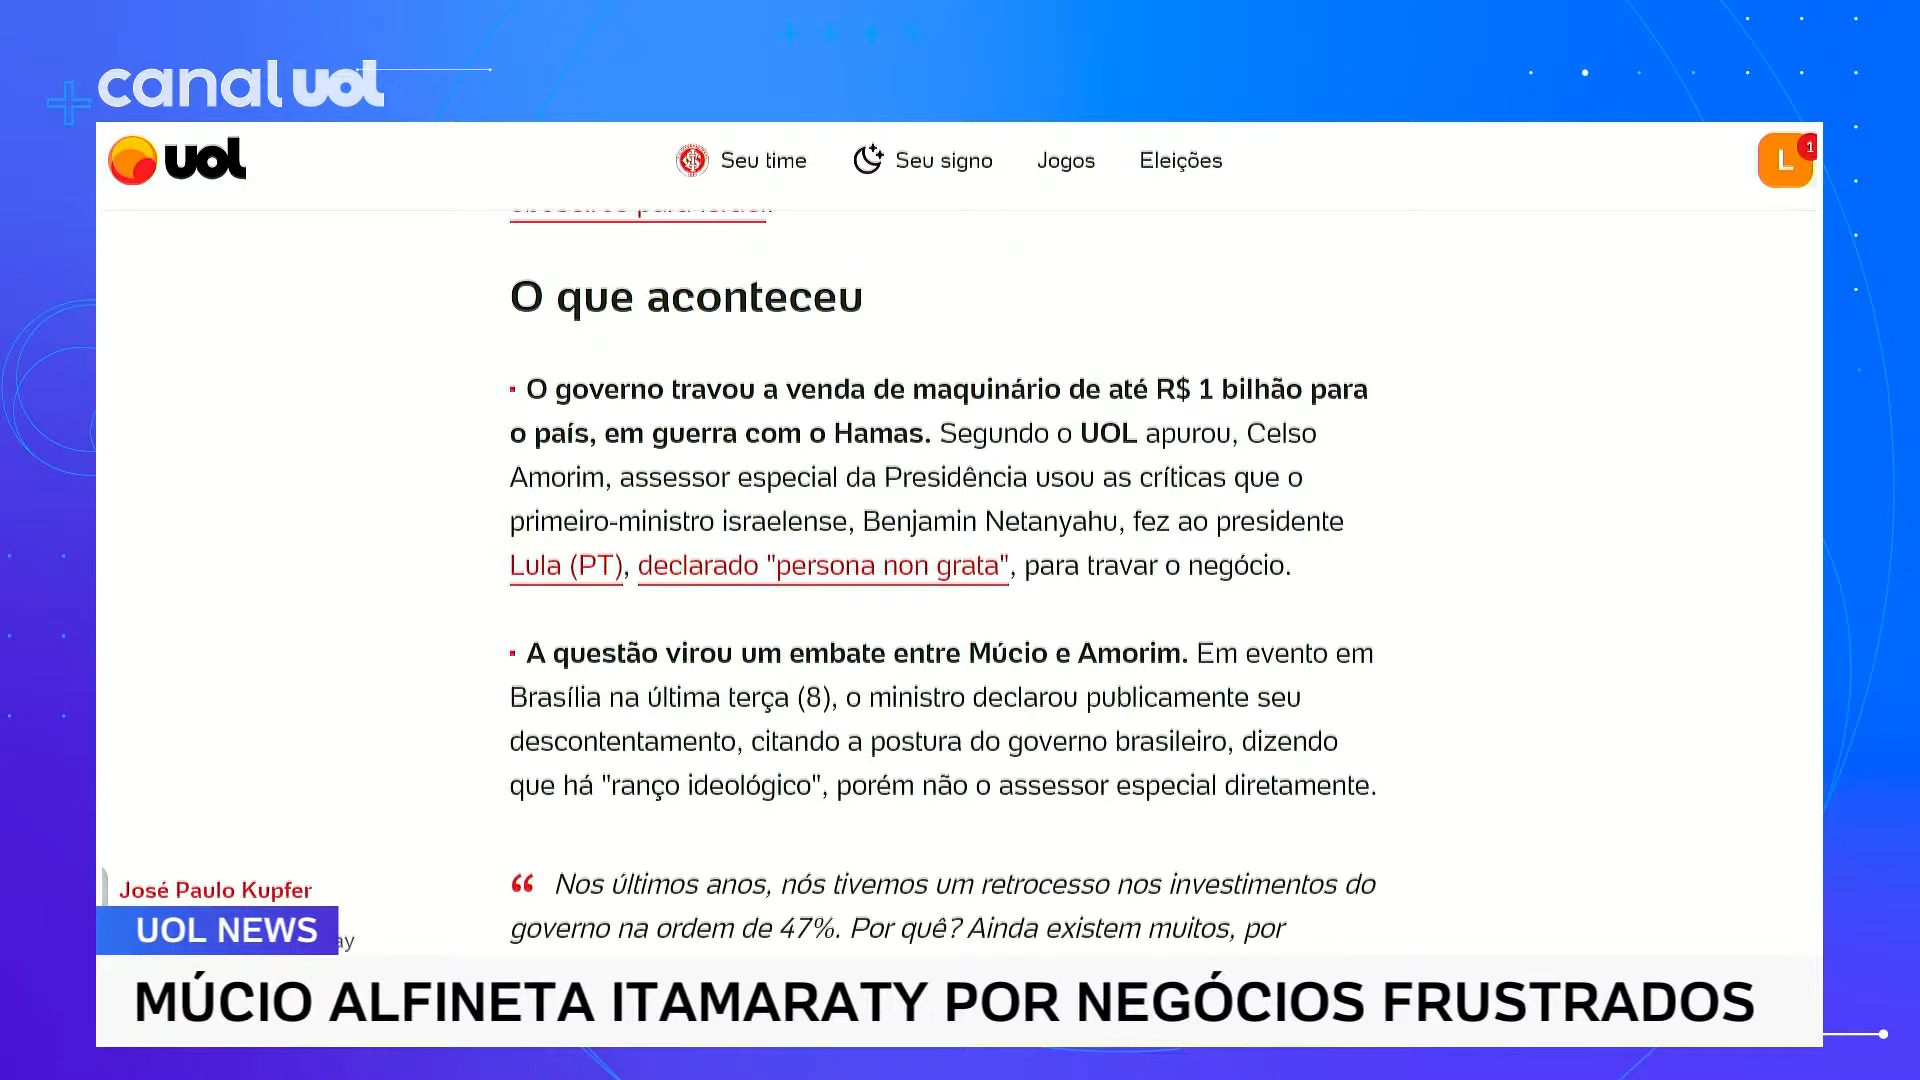 canal uol
uol
Seu time
Seu signo
Jogos
Eleições
L
1
O que aconteceu
O governo travou a venda de maquinário de até R$ 1 bilhão para
o país, em guerra com o Hamas. Segundo o UOL apurou, Celso
Amorim, assessor especial da Presidência usou as críticas que o
primeiro-ministro israelense, Benjamin Netanyahu, fez ao presidente
Lula (PT), declarado "persona non grata", para travar o negócio.
A questão virou um embate entre Múcio e Amorim. Em evento em
Brasília na última terça (8), o ministro declarou publicamente seu
descontentamento, citando a postura do governo brasileiro, dizendo
que há "ranço ideológico", porém não o assessor especial diretamente.
“ Nos últimos anos, nós tivemos um retrocesso nos investimentos do
governo na ordem de 47%. Por quê? Ainda existem muitos, por
José Paulo Kupfer
UOL NEWS
MÚCIO ALFINETA ITAMARATY POR NEGÓCIOS FRUSTRADOS